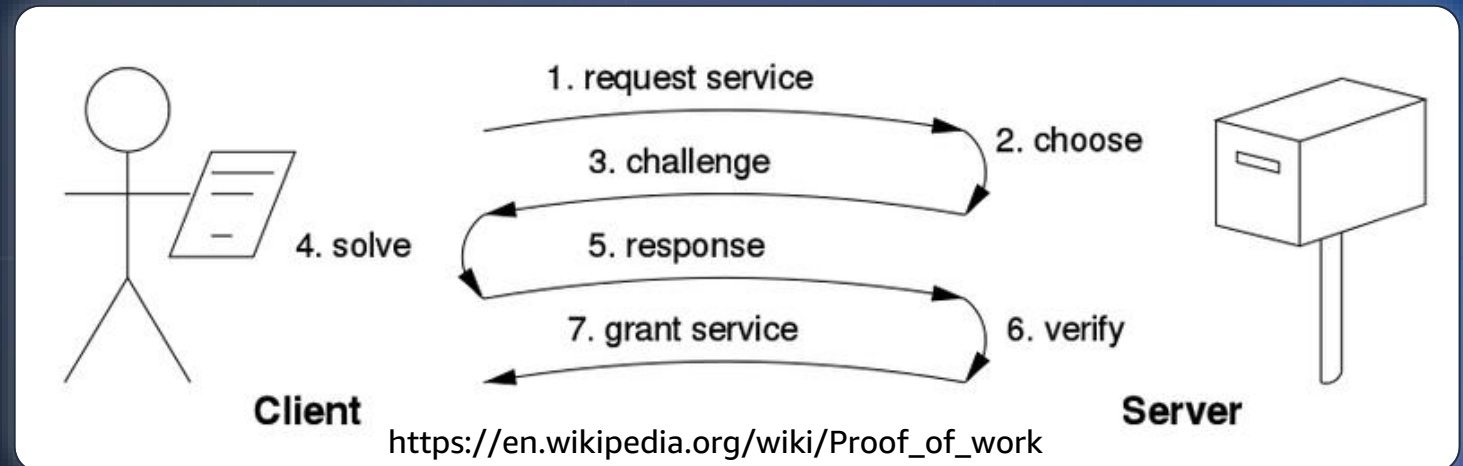 1. request service
2. choose
3. challenge
4. solve
5. response
6. verify
7. grant service
Client
Server
https://en.wikipedia.org/wiki/Proof_of_work